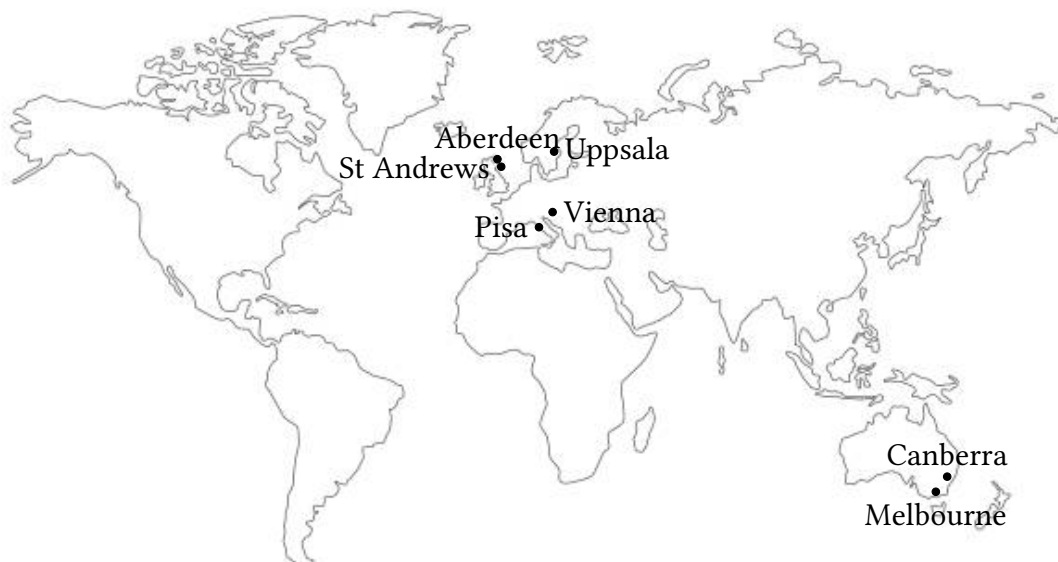 Aberdeen
Uppsala
St Andrews
Vienna
Pisa
Canberra
Melbourne